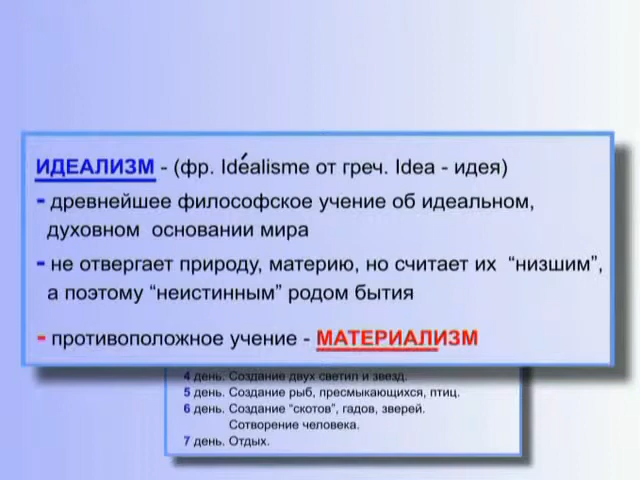 ИДЕАЛИЗМ - (фр. Idéalisme от греч. Idea - идея)
- древнейшее философское учение об идеальном,
духовном основании мира
- не отвергает природу, материю, но считает их “низшим”,
а поэтому “неистинным” родом бытия
- противоположное учение - МАТЕРИАЛИЗМ
4 день. Создание двух светил и звезд.
5 день. Создание рыб, пресмыкающихся, птиц.
6 день. Создание “скотов”, гадов, зверей.
Сотворение человека.
7 день. Отдых.